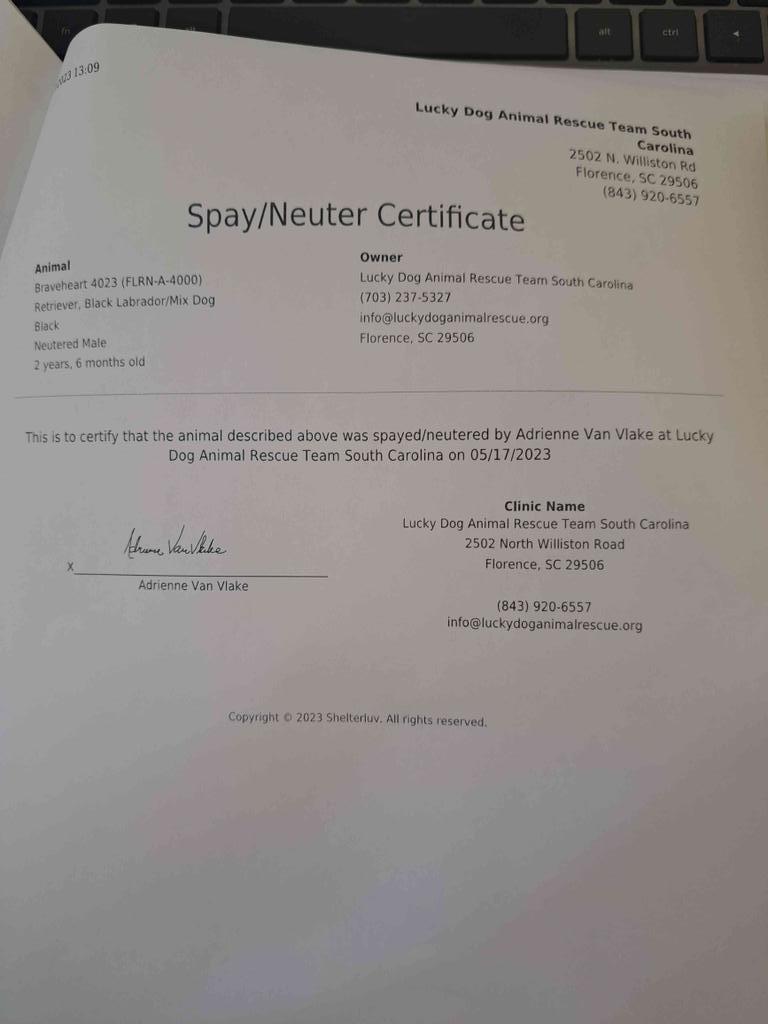 fn
alt
ctrl
2023 13:09
Lucky Dog Animal Rescue Team South
Carolina
2502 N. Williston Rd
Florence, SC 29506
(843) 920-6557
Spay/Neuter Certificate
Animal
Braveheart 4023 (FLRN-A-4000)
Retriever, Black Labrador/Mix Dog
Black
Neutered Male
2 years, 6 months old
Owner
Lucky Dog Animal Rescue Team South Carolina
(703) 237-5327
info@luckydoganimalrescue.org
Florence, SC 29506
This is to certify that the animal described above was spayed/neutered by Adrienne Van Vlake at Lucky
Dog Animal Rescue Team South Carolina on 05/17/2023
Adrienne Van Vlake
X
Adrienne Van Vlake
Clinic Name
Lucky Dog Animal Rescue Team South Carolina
2502 North Williston Road
Florence, SC 29506
(843) 920-6557
info@luckydoganimalrescue.org
Copyright © 2023 Shelterluv. All rights reserved.